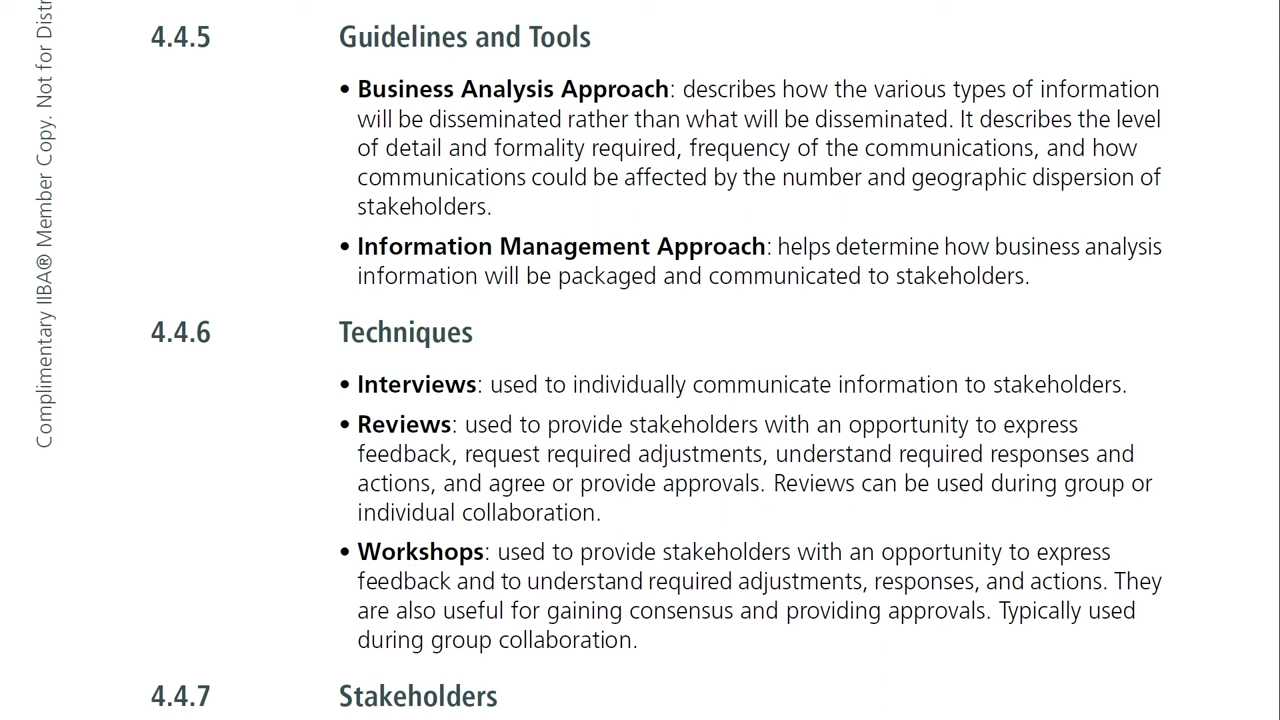 Complimentary IIBA® Member Copy. Not for Distr
4.4.5 Guidelines and Tools
• Business Analysis Approach: describes how the various types of information
will be disseminated rather than what will be disseminated. It describes the level
of detail and formality required, frequency of the communications, and how
communications could be affected by the number and geographic dispersion of
stakeholders.
• Information Management Approach: helps determine how business analysis
information will be packaged and communicated to stakeholders.
4.4.6 Techniques
• Interviews: used to individually communicate information to stakeholders.
• Reviews: used to provide stakeholders with an opportunity to express
feedback, request required adjustments, understand required responses and
actions, and agree or provide approvals. Reviews can be used during group or
individual collaboration.
• Workshops: used to provide stakeholders with an opportunity to express
feedback and to understand required adjustments, responses, and actions. They
are also useful for gaining consensus and providing approvals. Typically used
during group collaboration.
4.4.7 Stakeholders